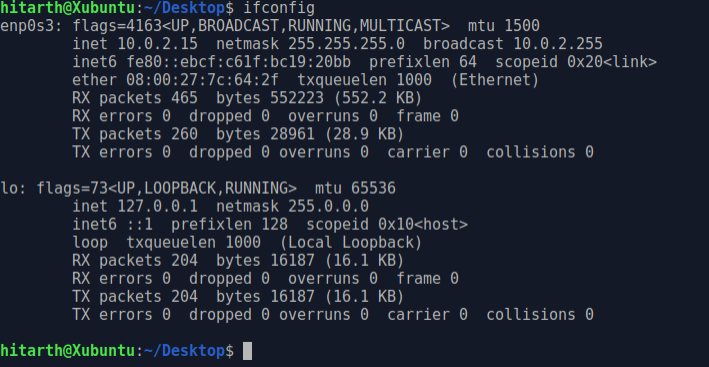 hitarth@Xubuntu:~/Desktop$ ifconfig
enp0s3: flags=4163<UP,BROADCAST,RUNNING,MULTICAST>  mtu 1500
        inet 10.0.2.15  netmask 255.255.255.0  broadcast 10.0.2.255
        inet6 fe80::ebcf:c61f:bc19:20bb  prefixlen 64  scopeid 0x20<link>
        ether 08:00:27:7c:64:2f  txqueuelen 1000  (Ethernet)
        RX packets 465  bytes 552223 (552.2 KB)
        RX errors 0  dropped 0  overruns 0  frame 0
        TX packets 260  bytes 28961 (28.9 KB)
        TX errors 0  dropped 0 overruns 0  carrier 0  collisions 0

lo: flags=73<UP,LOOPBACK,RUNNING>  mtu 65536
        inet 127.0.0.1  netmask 255.0.0.0
        inet6 ::1  prefixlen 128  scopeid 0x10<host>
        loop  txqueuelen 1000  (Local Loopback)
        RX packets 204  bytes 16187 (16.1 KB)
        RX errors 0  dropped 0  overruns 0  frame 0
        TX packets 204  bytes 16187 (16.1 KB)
        TX errors 0  dropped 0 overruns 0  carrier 0  collisions 0

hitarth@Xubuntu:~/Desktop$